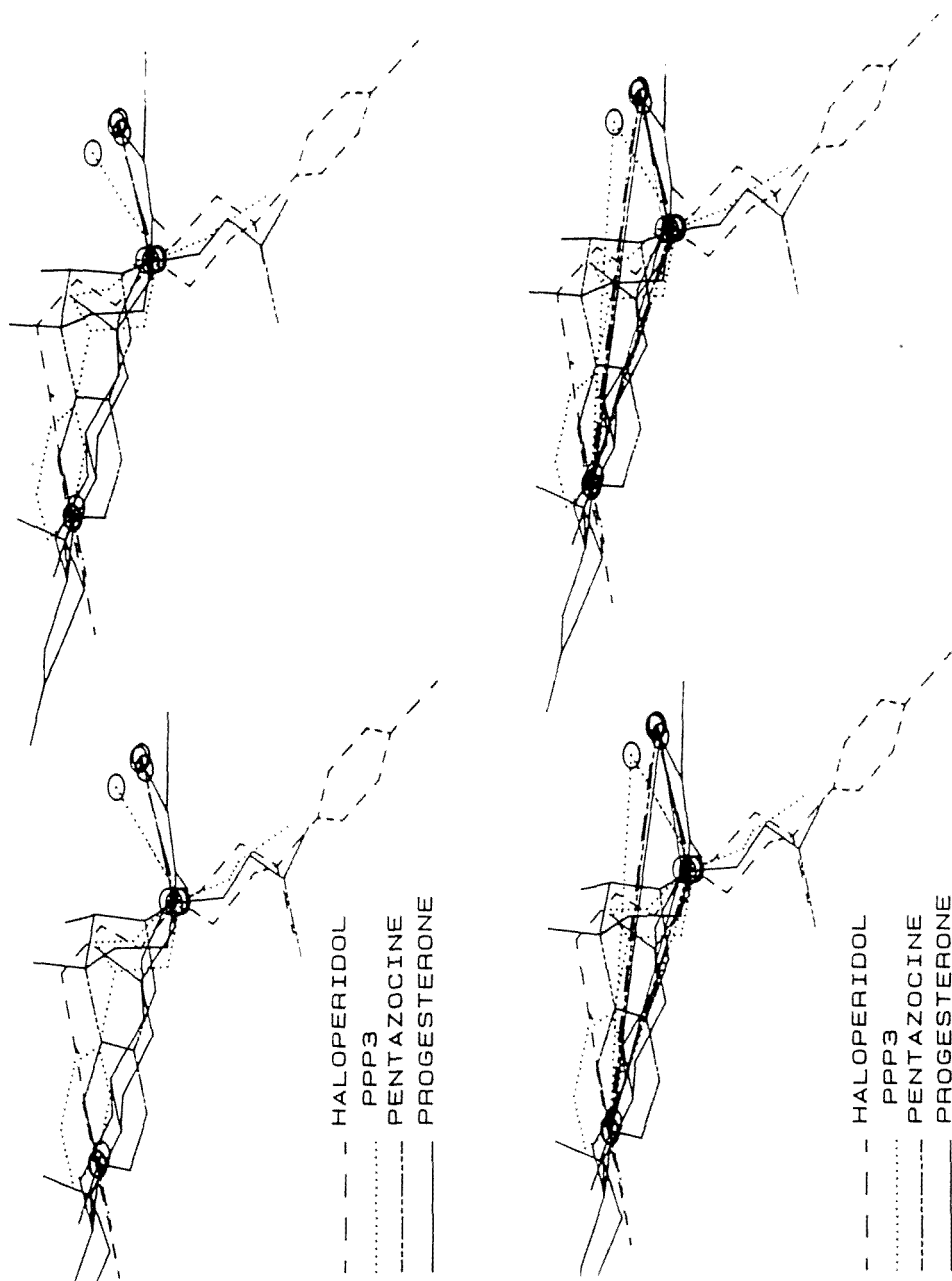 HALOPERIDOL
PPP3
PENTAZOCINE
PROGESTERONE
HALOPERIDOL
PPP3
PENTAZOCINE
PROGESTERONE